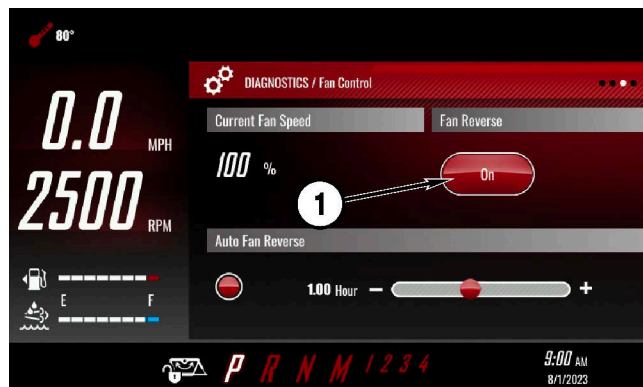 80°
DIAGNOSTICS / Fan Control
Current Fan Speed Fan Reverse
0.0 MPH
100 % On
1
2500 RPM
Auto Fan Reverse
1.00 Hour − +
E F
P R N M 1 2 3 4
9:00 AM
8/1/2023